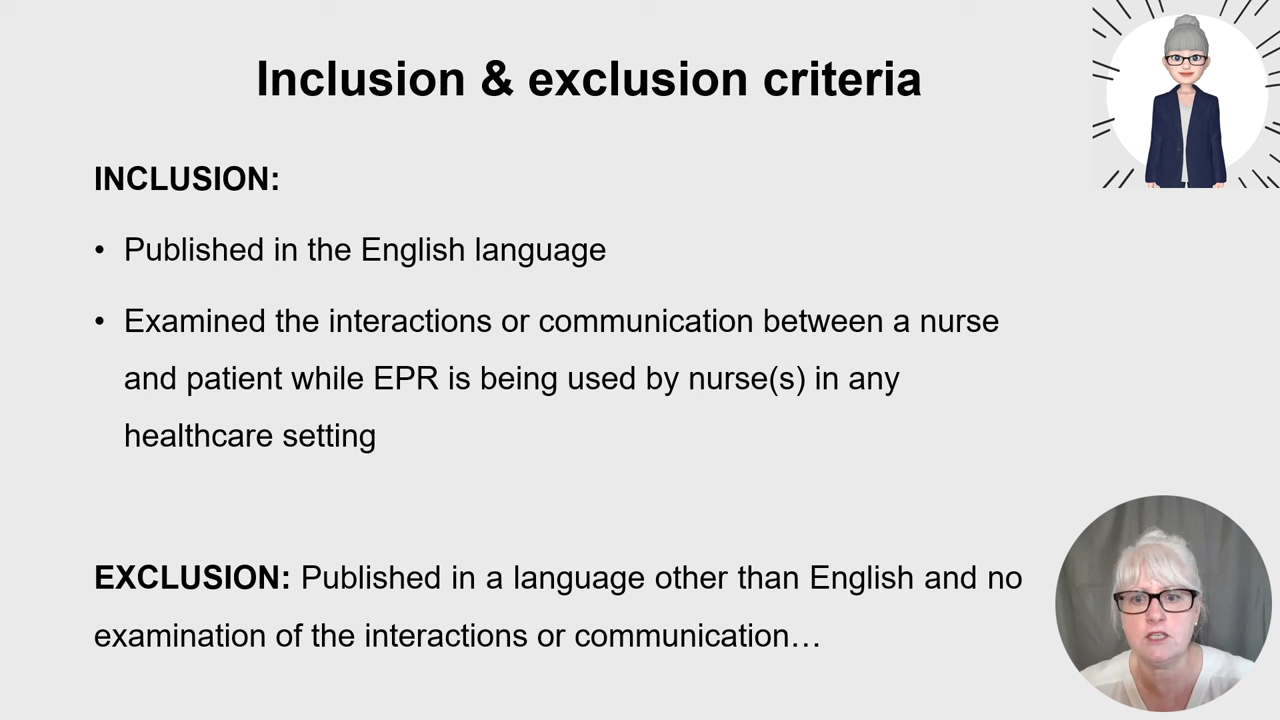 Inclusion & exclusion criteria
INCLUSION:
• Published in the English language
• Examined the interactions or communication between a nurse
and patient while EPR is being used by nurse(s) in any
healthcare setting
EXCLUSION: Published in a language other than English and no
examination of the interactions or communication…